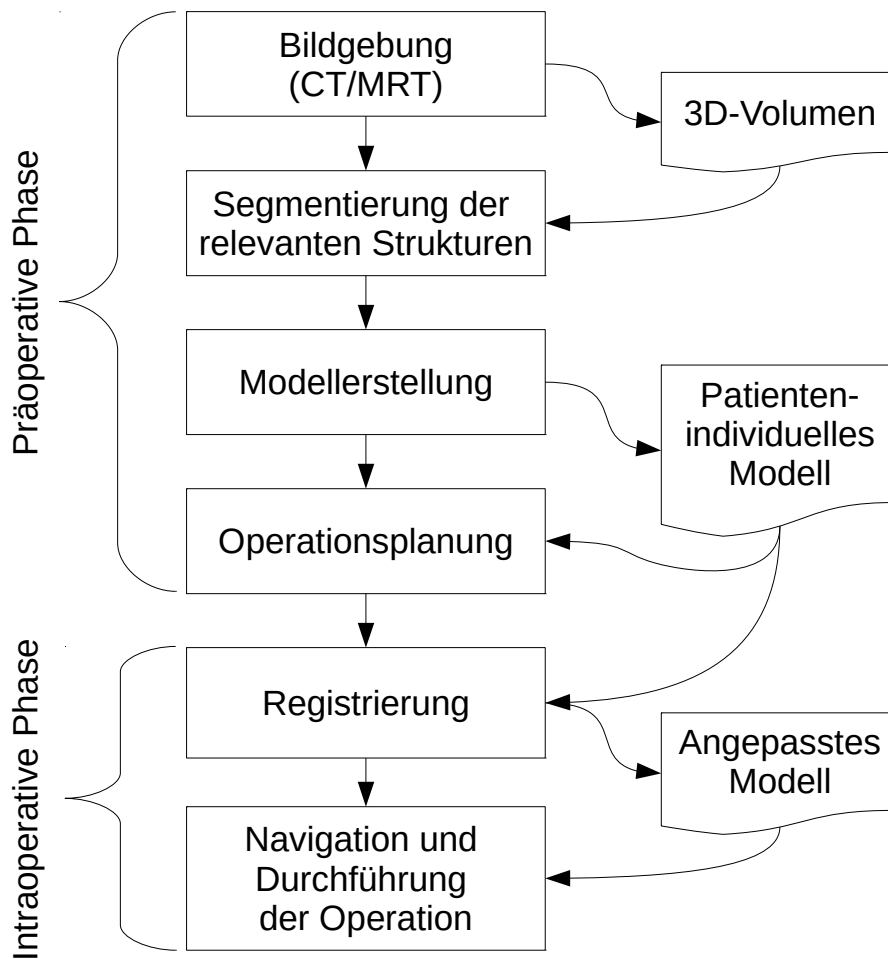 Präoperative Phase
Bildgebung
(CT/MRT)
3D-Volumen
Segmentierung der
relevanten Strukturen
Modellerstellung
Patienten-
individuelles
Modell
Operationsplanung
Intraoperative Phase
Registrierung
Angepasstes
Modell
Navigation und
Durchführung
der Operation